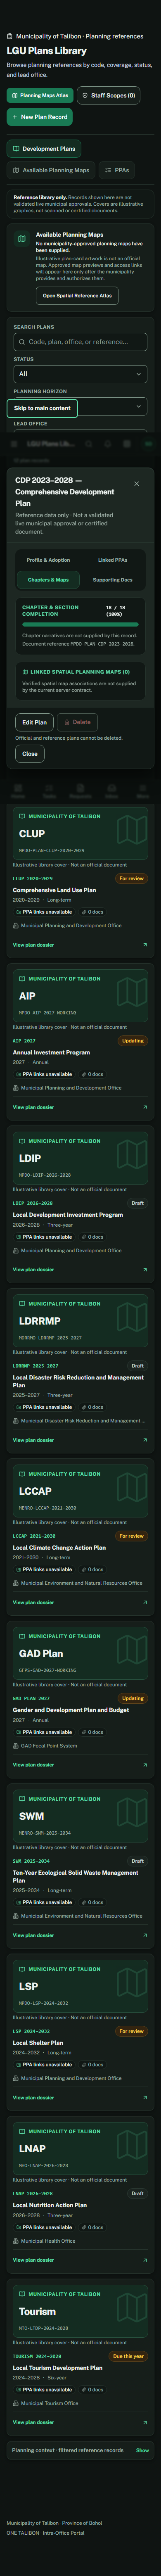 Municipality of Talibon · Planning references
LGU Plans Library
Browse planning references by code, coverage, status, and lead office.
Planning Maps Atlas
Staff Scopes (0)
New Plan Record
Development Plans
Available Planning Maps
PPAs
Reference library only. Records shown here are not validated live municipal approvals. Covers are illustrative graphics, not scanned or certified documents.
Available Planning Maps
No municipality-approved planning maps have been supplied.
Illustrative plan-card artwork is not an official map. Approved map previews and access links will appear here only after the municipality provides and authorizes them.
Open Spatial Reference Atlas
SEARCH PLANS
Code, plan, office, or reference...
STATUS
All
PLANNING HORIZON
Skip to main content
LEAD OFFICE
CDP 2023–2028 — Comprehensive Development Plan
Reference data only · Not a validated live municipal approval or certified document.
Profile & Adoption
Linked PPAs
Chapters & Maps
Supporting Docs
CHAPTER & SECTION COMPLETION
18 / 18 (100%)
Chapter narratives are not supplied by this record. Document reference MPDO-PLAN-CDP-2023-2028.
LINKED SPATIAL PLANNING MAPS (0)
Verified spatial map associations are not supplied by the current server contract.
Edit Plan
Delete
Official or reference plans cannot be deleted.
Close
MUNICIPALITY OF TALIBON
CLUP
MPDO-PLAN-CLUP-2020-2029
Illustrative library cover · Not an official document
CLUP 2020-2029
For review
Comprehensive Land Use Plan
2020–2029 · Long-term
PPA links unavailable
0 docs
Municipal Planning and Development Office
View plan dossier
MUNICIPALITY OF TALIBON
AIP
MPDO-AIP-2027-WORKING
Illustrative library cover · Not an official document
AIP 2027
Updating
Annual Investment Program
2027 · Annual
PPA links unavailable
0 docs
Municipal Planning and Development Office
View plan dossier
MUNICIPALITY OF TALIBON
LDIP
MPDO-LDIP-2026-2028
Illustrative library cover · Not an official document
LDIP 2026-2028
Draft
Local Development Investment Program
2026–2028 · Three-year
PPA links unavailable
0 docs
Municipal Planning and Development Office
View plan dossier
MUNICIPALITY OF TALIBON
LDRRMP
MDRRMO-LDRRMP-2025-2027
Illustrative library cover · Not an official document
LDRRMP 2025-2027
Draft
Local Disaster Risk Reduction and Management Plan
2025–2027 · Three-year
PPA links unavailable
0 docs
Municipal Disaster Risk Reduction and Management ...
View plan dossier
MUNICIPALITY OF TALIBON
LCCAP
MENRO-LCCAP-2021-2030
Illustrative library cover · Not an official document
LCCAP 2021-2030
For review
Local Climate Change Action Plan
2021–2030 · Long-term
PPA links unavailable
0 docs
Municipal Environment and Natural Resources Office
View plan dossier
MUNICIPALITY OF TALIBON
GAD Plan
GFPS-GAD-2027-WORKING
Illustrative library cover · Not an official document
GAD PLAN 2027
Updating
Gender and Development Plan and Budget
2027 · Annual
PPA links unavailable
0 docs
GAD Focal Point System
View plan dossier
MUNICIPALITY OF TALIBON
SWM
MENRO-SWM-2025-2034
Illustrative library cover · Not an official document
SWM 2025-2034
Draft
Ten-Year Ecological Solid Waste Management Plan
2025–2034 · Long-term
PPA links unavailable
0 docs
Municipal Environment and Natural Resources Office
View plan dossier
MUNICIPALITY OF TALIBON
LSP
MPDO-LSP-2024-2032
Illustrative library cover · Not an official document
LSP 2024-2032
For review
Local Shelter Plan
2024–2032 · Long-term
PPA links unavailable
0 docs
Municipal Planning and Development Office
View plan dossier
MUNICIPALITY OF TALIBON
LNAP
MHO-LNAP-2026-2028
Illustrative library cover · Not an official document
LNAP 2026-2028
Draft
Local Nutrition Action Plan
2026–2028 · Three-year
PPA links unavailable
0 docs
Municipal Health Office
View plan dossier
MUNICIPALITY OF TALIBON
Tourism
MTO-LTDP-2024-2028
Illustrative library cover · Not an official document
TOURISM 2024-2028
Due this year
Local Tourism Development Plan
2024–2028 · Six-year
PPA links unavailable
0 docs
Municipal Tourism Office
View plan dossier
Planning context · filtered reference records
Show
Municipality of Talibon · Province of Bohol
ONE TALIBON · Intra-Office Portal